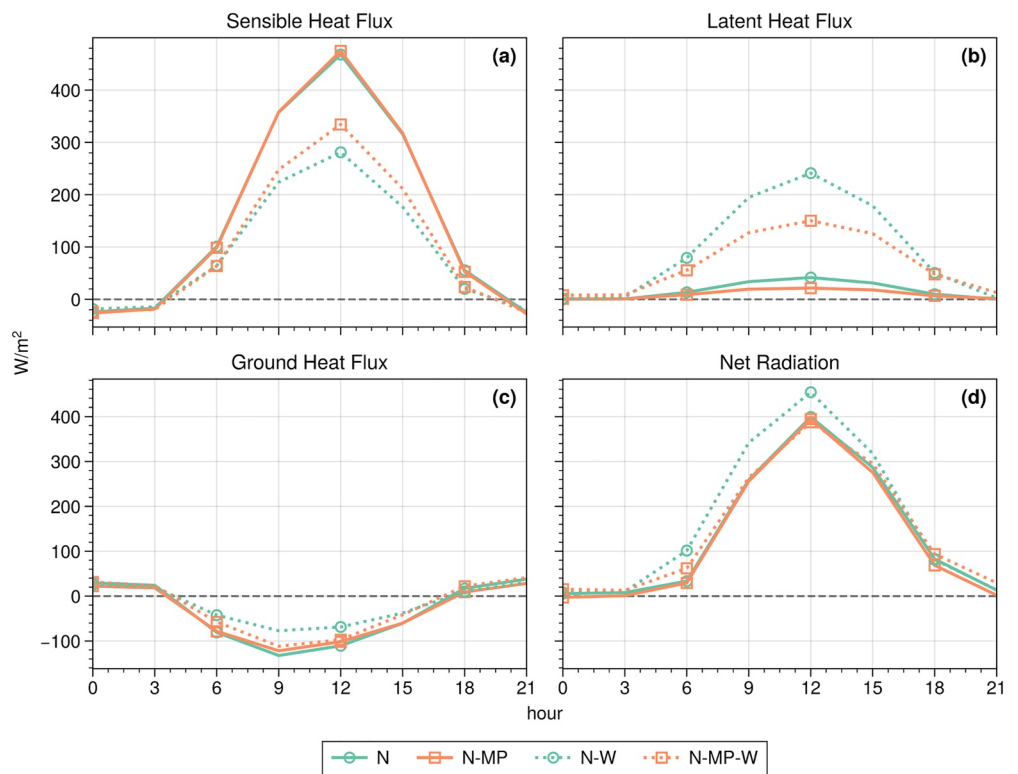 Sensible Heat Flux
Latent Heat Flux
(a)
(b)
400
300
200
100
0
W/m²
Ground Heat Flux
Net Radiation
(c)
(d)
400
300
200
100
0
−100
0 3 6 9 12 15 18 21
0 3 6 9 12 15 18 21
hour
N N-MP N-W N-MP-W